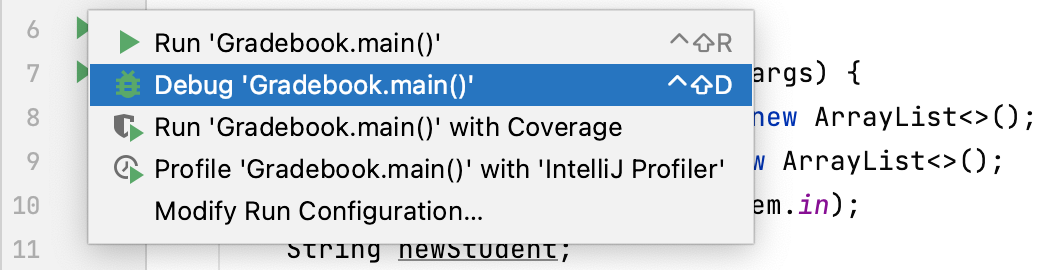 6
Run 'Gradebook.main()' ⌃⇧R
7 Debug 'Gradebook.main()' ⌃⇧D args) {
8 Run 'Gradebook.main()' with Coverage new ArrayList<>();
9 Profile 'Gradebook.main()' with 'IntelliJ Profiler' w ArrayList<>();
10 Modify Run Configuration... em.in);
11 String newStudent;